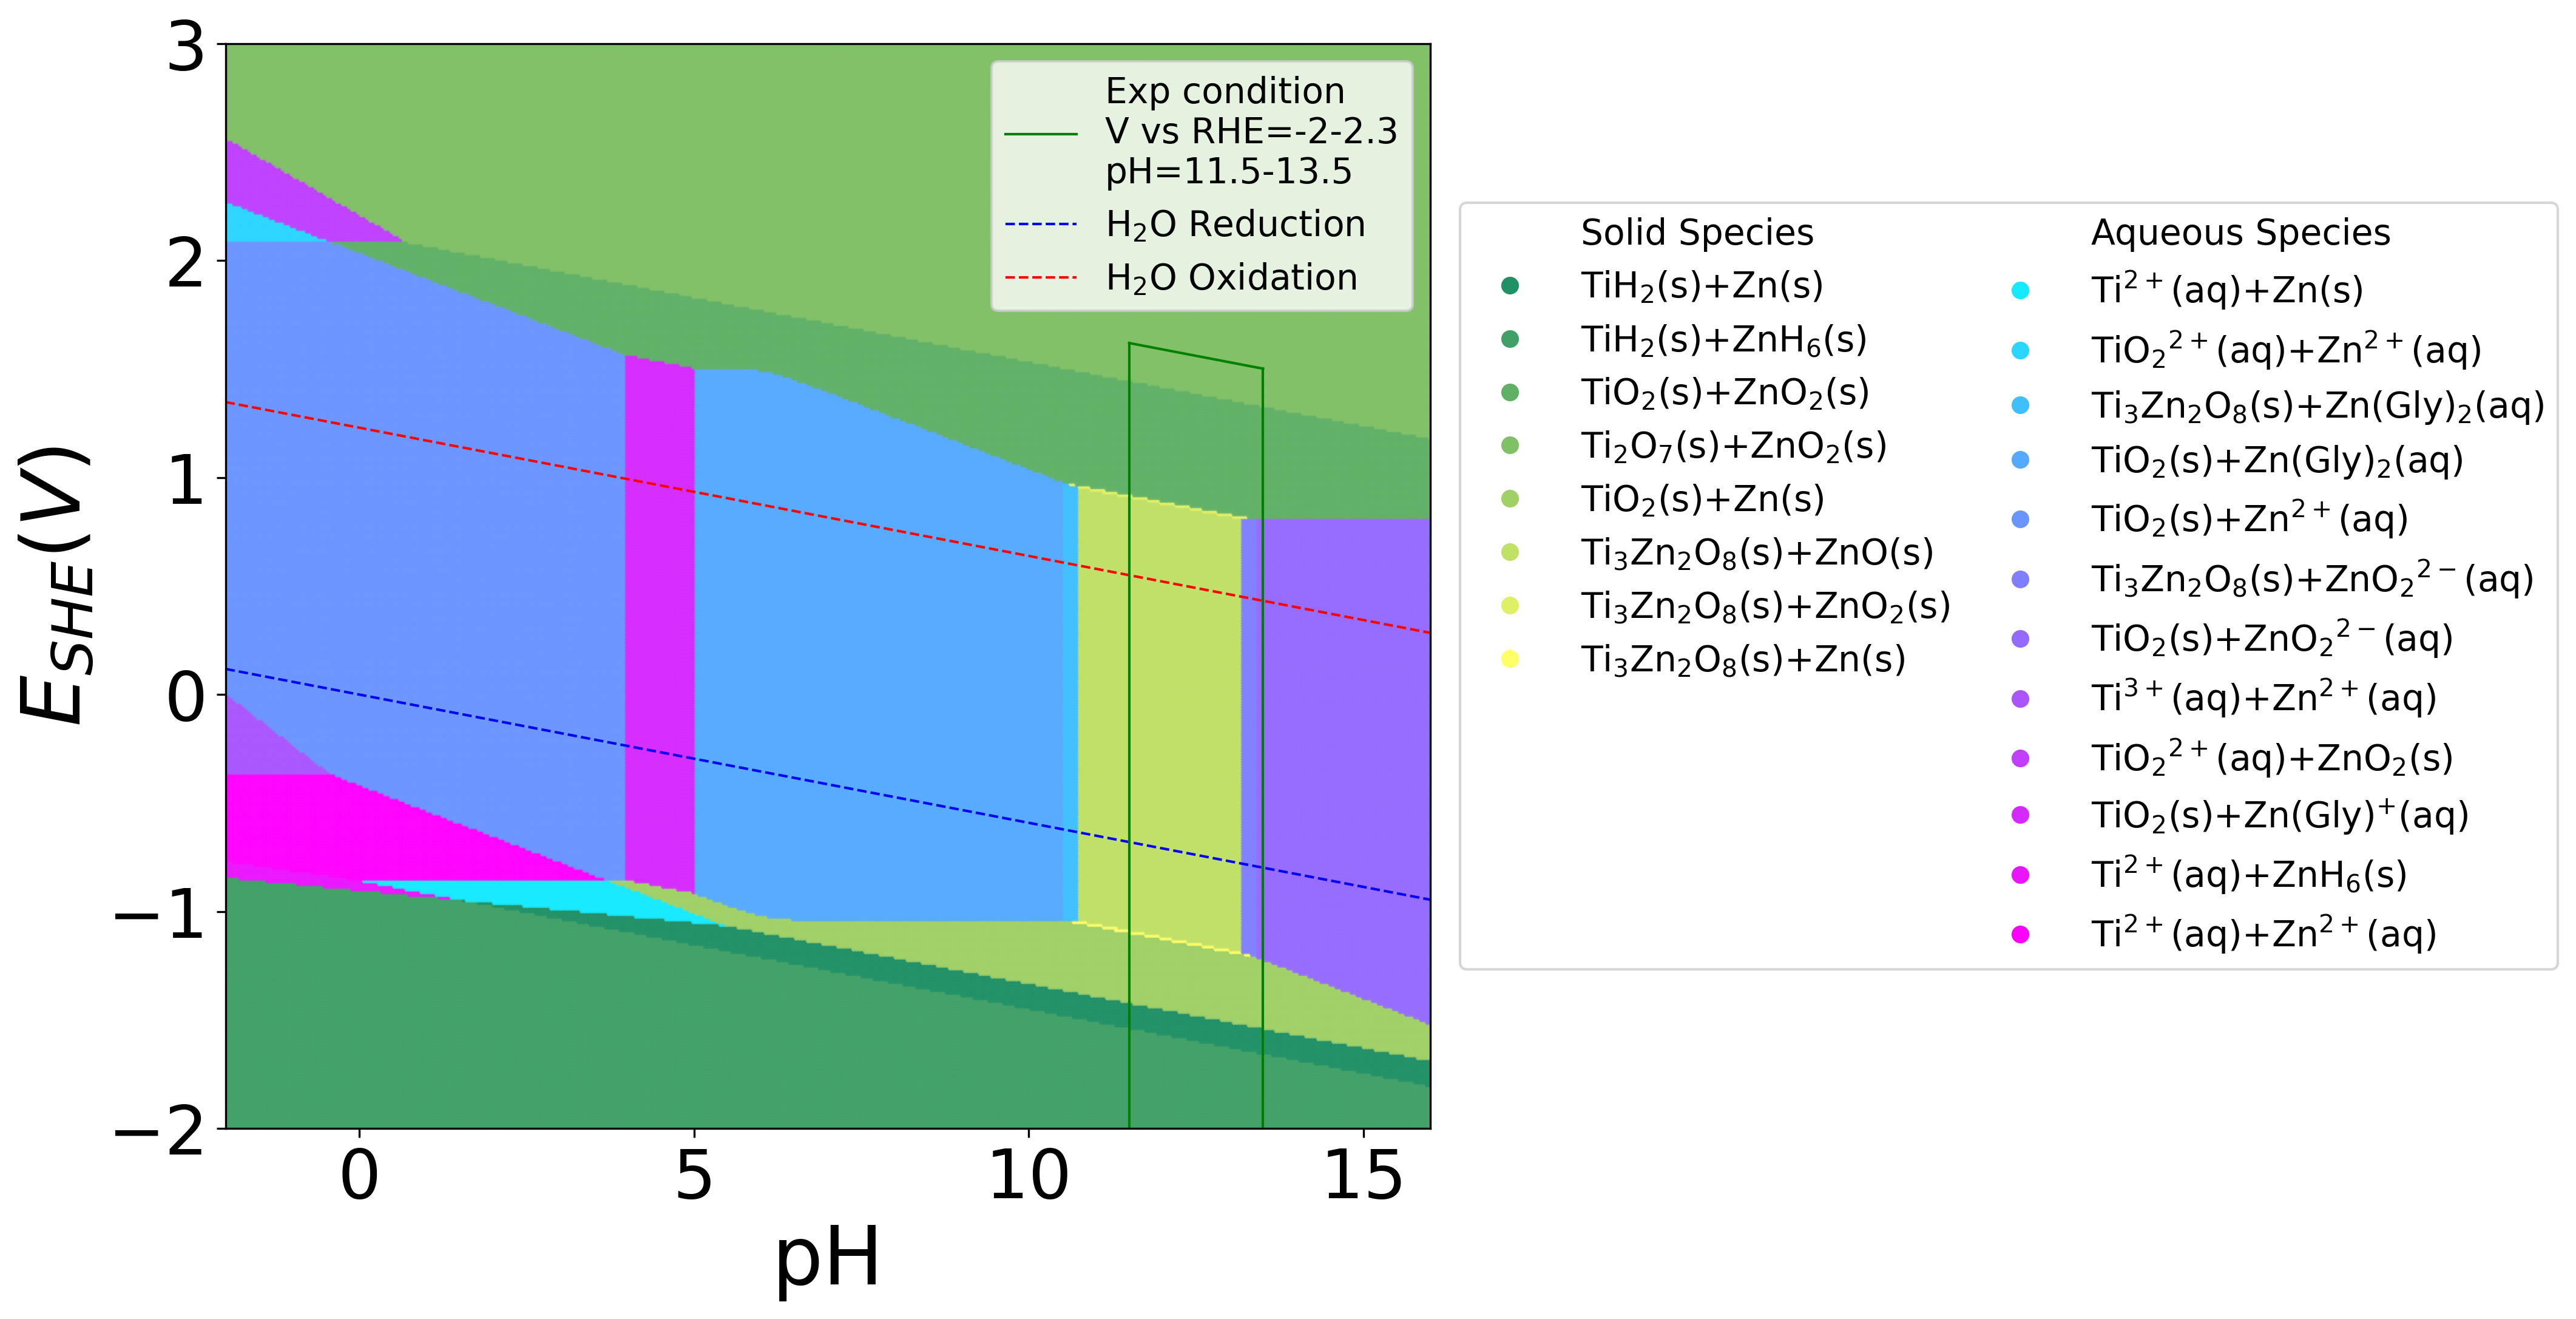 3
2
1
0
−1
−2
E_SHE(V)
0 5 10 15
pH
Exp condition
V vs RHE=-2-2.3
pH=11.5-13.5
H₂O Reduction
H₂O Oxidation
Solid Species
TiH₂(s)+Zn(s)
TiH₂(s)+ZnH₆(s)
TiO₂(s)+ZnO₂(s)
Ti₂O₇(s)+ZnO₂(s)
TiO₂(s)+Zn(s)
Ti₃Zn₂O₈(s)+ZnO(s)
Ti₃Zn₂O₈(s)+ZnO₂(s)
Ti₃Zn₂O₈(s)+Zn(s)
Aqueous Species
Ti²⁺(aq)+Zn(s)
TiO₂²⁺(aq)+Zn²⁺(aq)
Ti₃Zn₂O₈(s)+Zn(Gly)₂(aq)
TiO₂(s)+Zn(Gly)₂(aq)
TiO₂(s)+Zn²⁺(aq)
Ti₃Zn₂O₈(s)+ZnO₂²⁻(aq)
TiO₂(s)+ZnO₂²⁻(aq)
Ti³⁺(aq)+Zn²⁺(aq)
TiO₂²⁺(aq)+ZnO₂(s)
TiO₂(s)+Zn(Gly)⁺(aq)
Ti²⁺(aq)+ZnH₆(s)
Ti²⁺(aq)+Zn²⁺(aq)